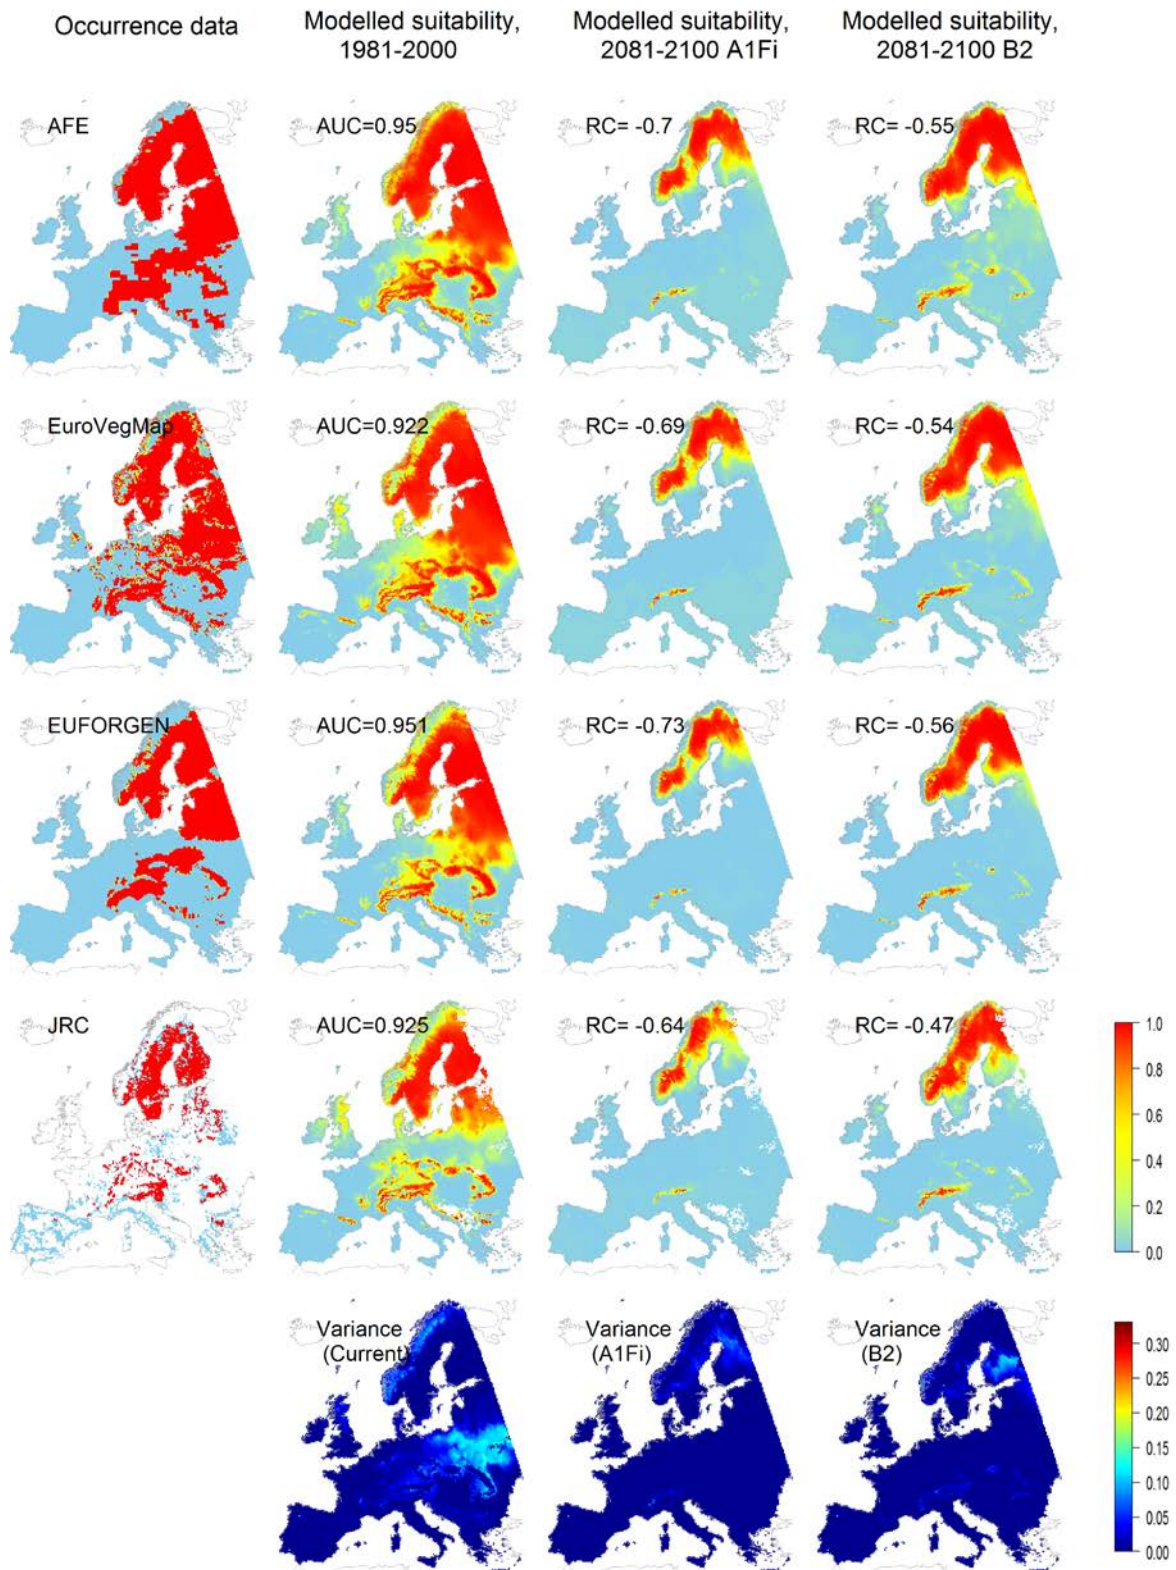 Occurrence data
Modelled suitability,
1981-2000
Modelled suitability,
2081-2100 A1Fi
Modelled suitability,
2081-2100 B2
AFE
AUC=0.95
RC= -0.7
RC= -0.55
EuroVegMap
AUC=0.922
RC= -0.69
RC= -0.54
EUFORGEN
AUC=0.951
RC= -0.73
RC= -0.56
JRC
AUC=0.925
RC= -0.64
RC= -0.47
1.0
0.8
0.6
0.4
0.2
0.0
Variance
(Current)
Variance
(A1Fi)
Variance
(B2)
0.30
0.25
0.20
0.15
0.10
0.05
0.00